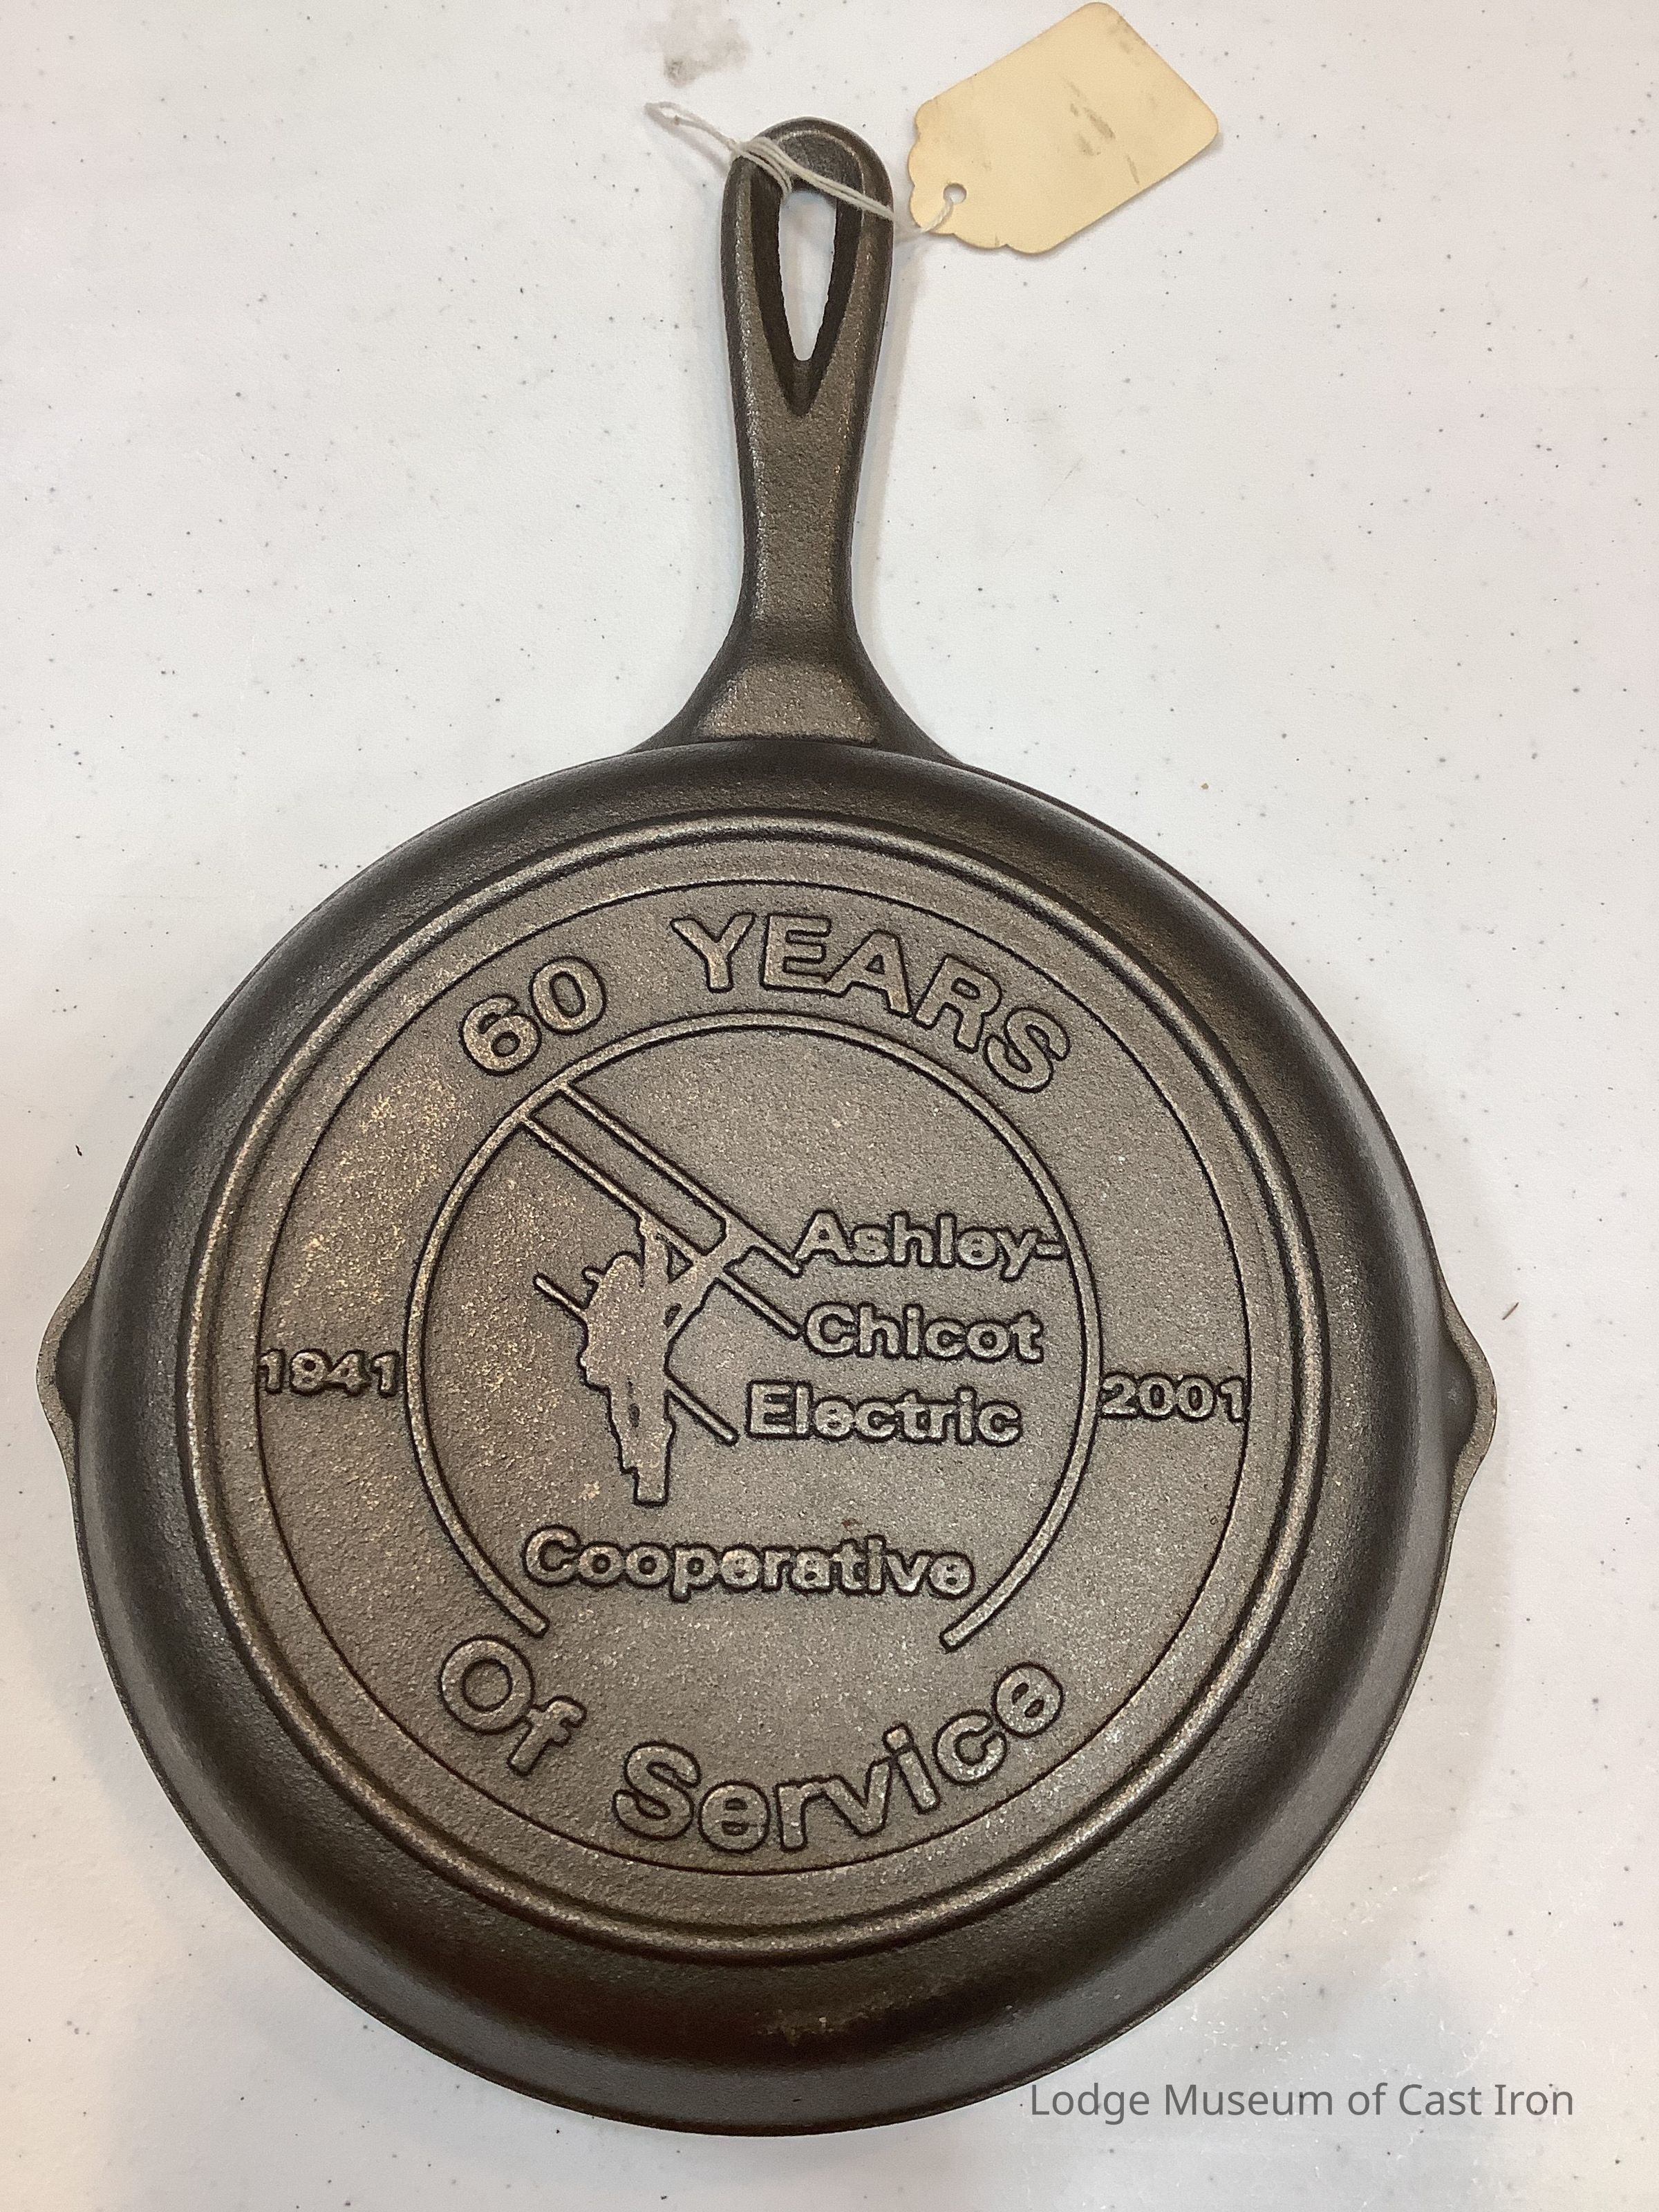 60 YEARS
Ashley-
Chicot
1941
2001
Electric
Cooperative
Of Service
Lodge Museum of Cast Iron